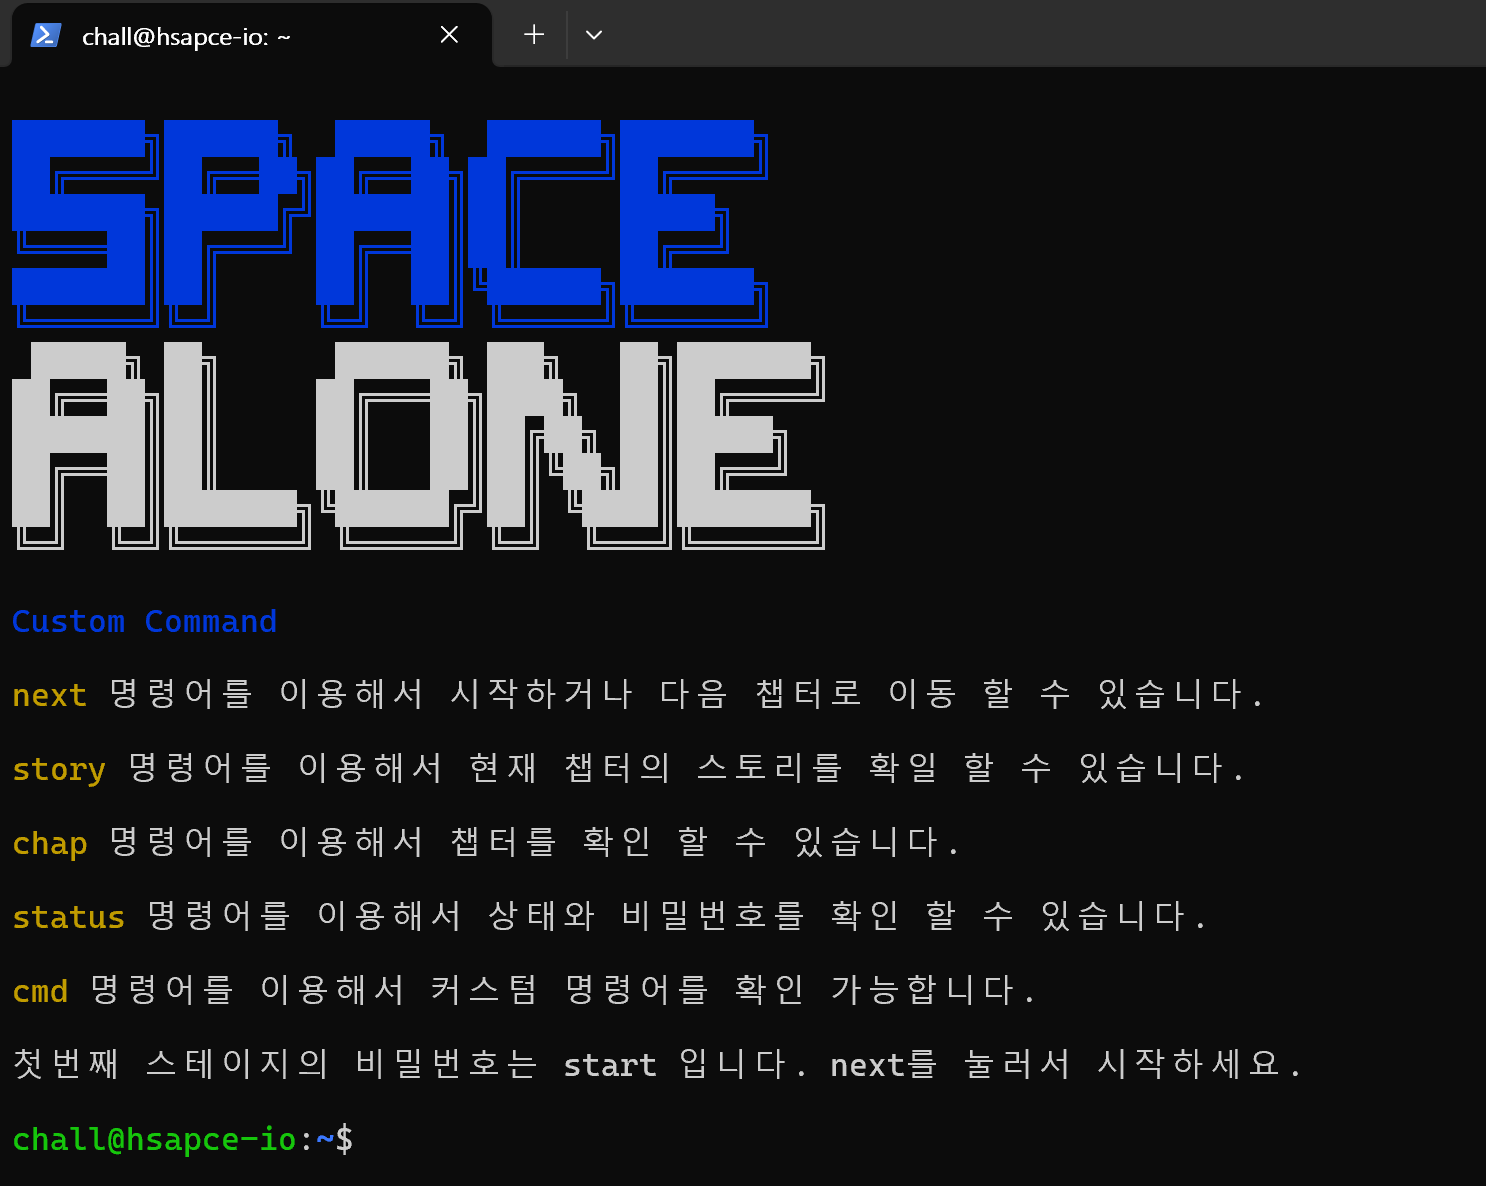 chall@hsapce-io: ~
SPACE
ALONE
Custom Command
next 명령어를 이용해서 시작하거나 다음 챕터로 이동 할 수 있습니다.
story 명령어를 이용해서 현재 챕터의 스토리를 확일 할 수 있습니다.
chap 명령어를 이용해서 챕터를 확인 할 수 있습니다.
status 명령어를 이용해서 상태와 비밀번호를 확인 할 수 있습니다.
cmd 명령어를 이용해서 커스텀 명령어를 확인 가능합니다.
첫번째 스테이지의 비밀번호는 start 입니다. next를 눌러서 시작하세요.
chall@hsapce-io:~$